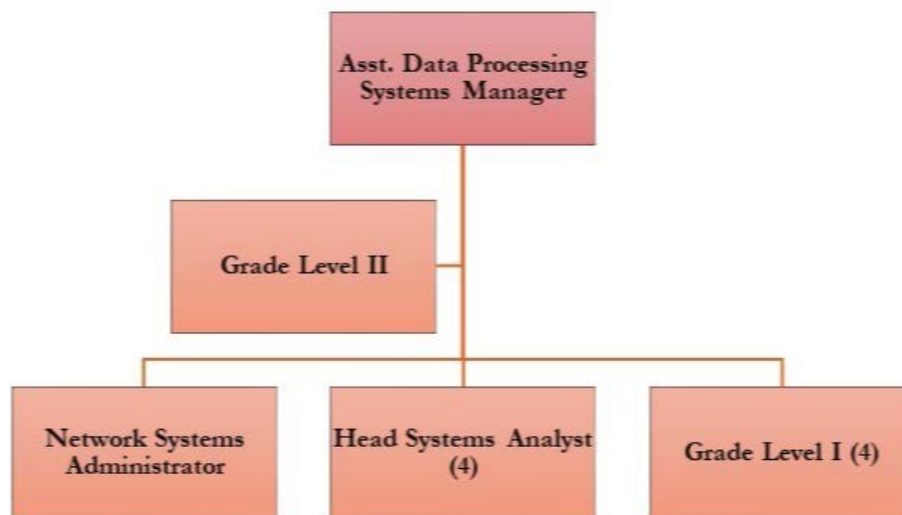 Asst. Data Processing
Systems Manager
Grade Level II
Network Systems
Administrator
Head Systems Analyst
(4)
Grade Level I (4)